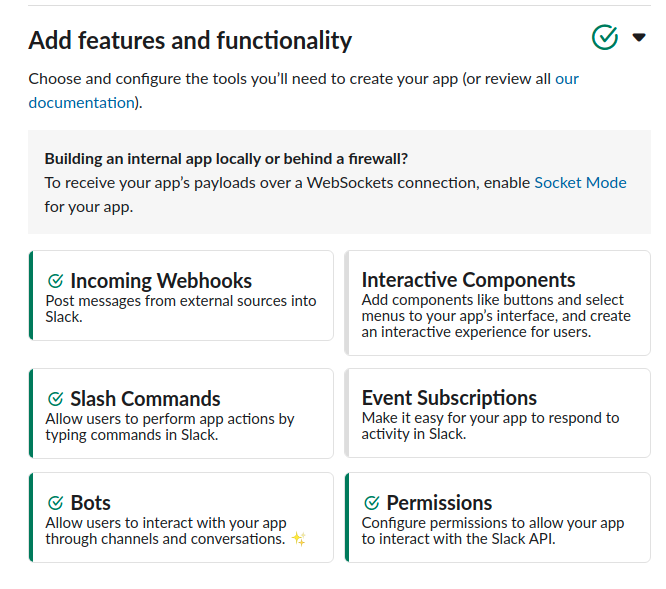 Add features and functionality
Choose and configure the tools you’ll need to create your app (or review all our
documentation).
Building an internal app locally or behind a firewall?
To receive your app’s payloads over a WebSockets connection, enable Socket Mode
for your app.
Incoming Webhooks
Post messages from external sources into
Slack.
Interactive Components
Add components like buttons and select
menus to your app’s interface, and create
an interactive experience for users.
Slash Commands
Allow users to perform app actions by
typing commands in Slack.
Event Subscriptions
Make it easy for your app to respond to
activity in Slack.
Bots
Allow users to interact with your app
through channels and conversations. ✨
Permissions
Configure permissions to allow your app
to interact with the Slack API.